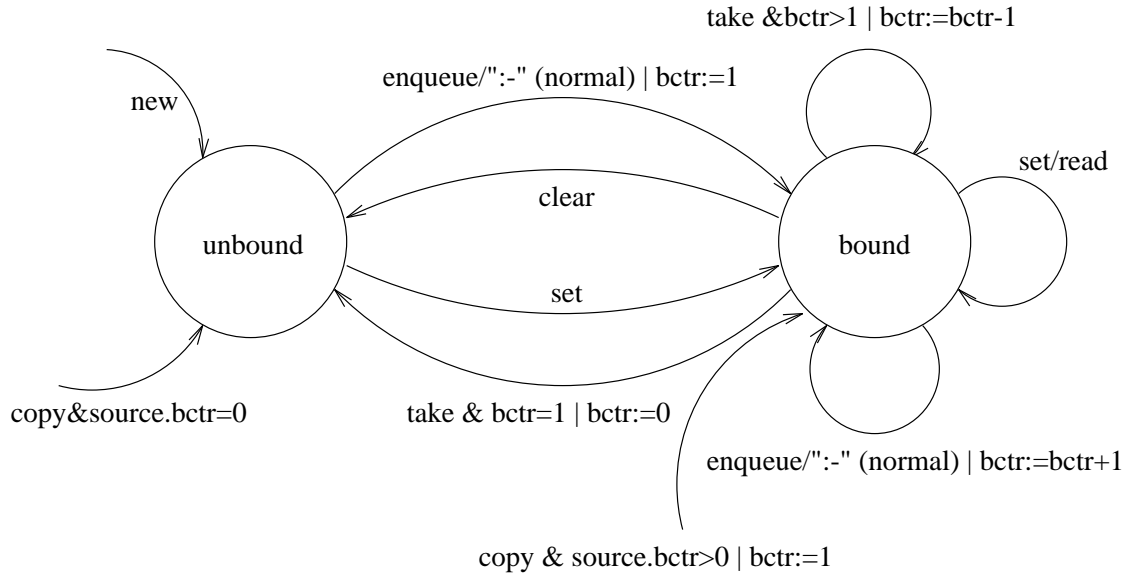 take &bctr>1 | bctr:=bctr-1
enqueue/":-" (normal) | bctr:=1
new
set/read
clear
unbound
bound
set
copy&source.bctr=0
take & bctr=1 | bctr:=0
enqueue/":-" (normal) | bctr:=bctr+1
copy & source.bctr>0 | bctr:=1